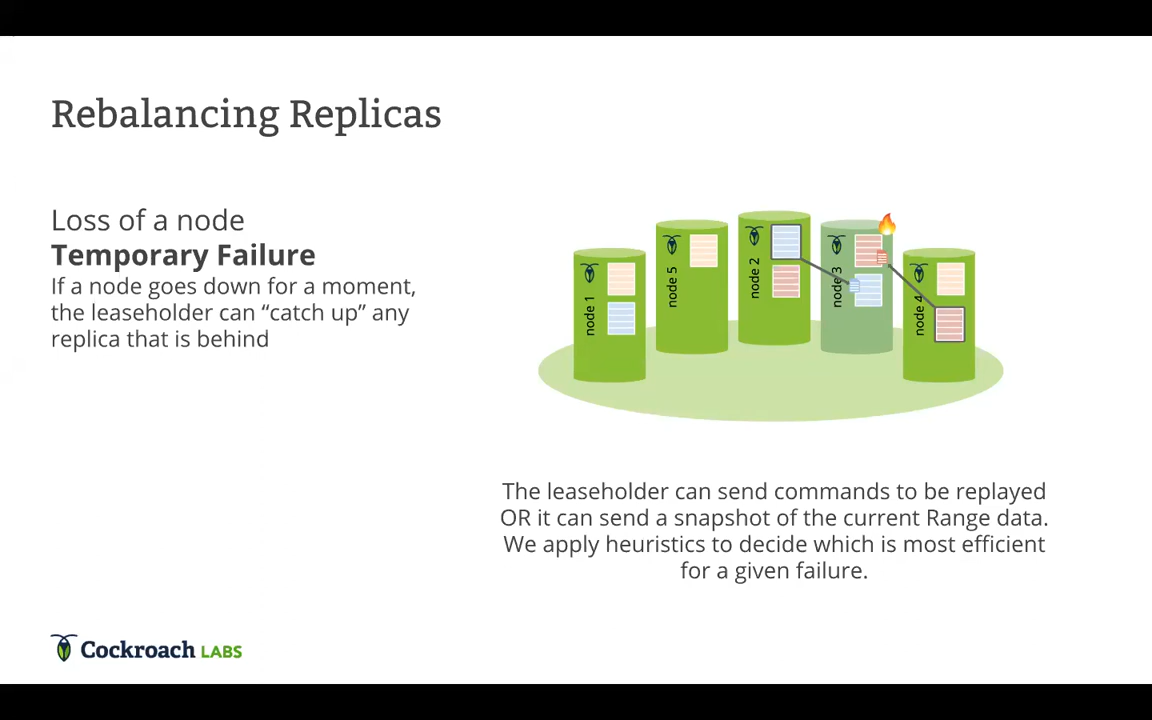 Rebalancing Replicas
Loss of a node
Temporary Failure
If a node goes down for a moment,
the leaseholder can “catch up” any
replica that is behind
node 1
node 5
node 2
node 3
node 4
The leaseholder can send commands to be replayed
OR it can send a snapshot of the current Range data.
We apply heuristics to decide which is most efficient
for a given failure.
Cockroach LABS